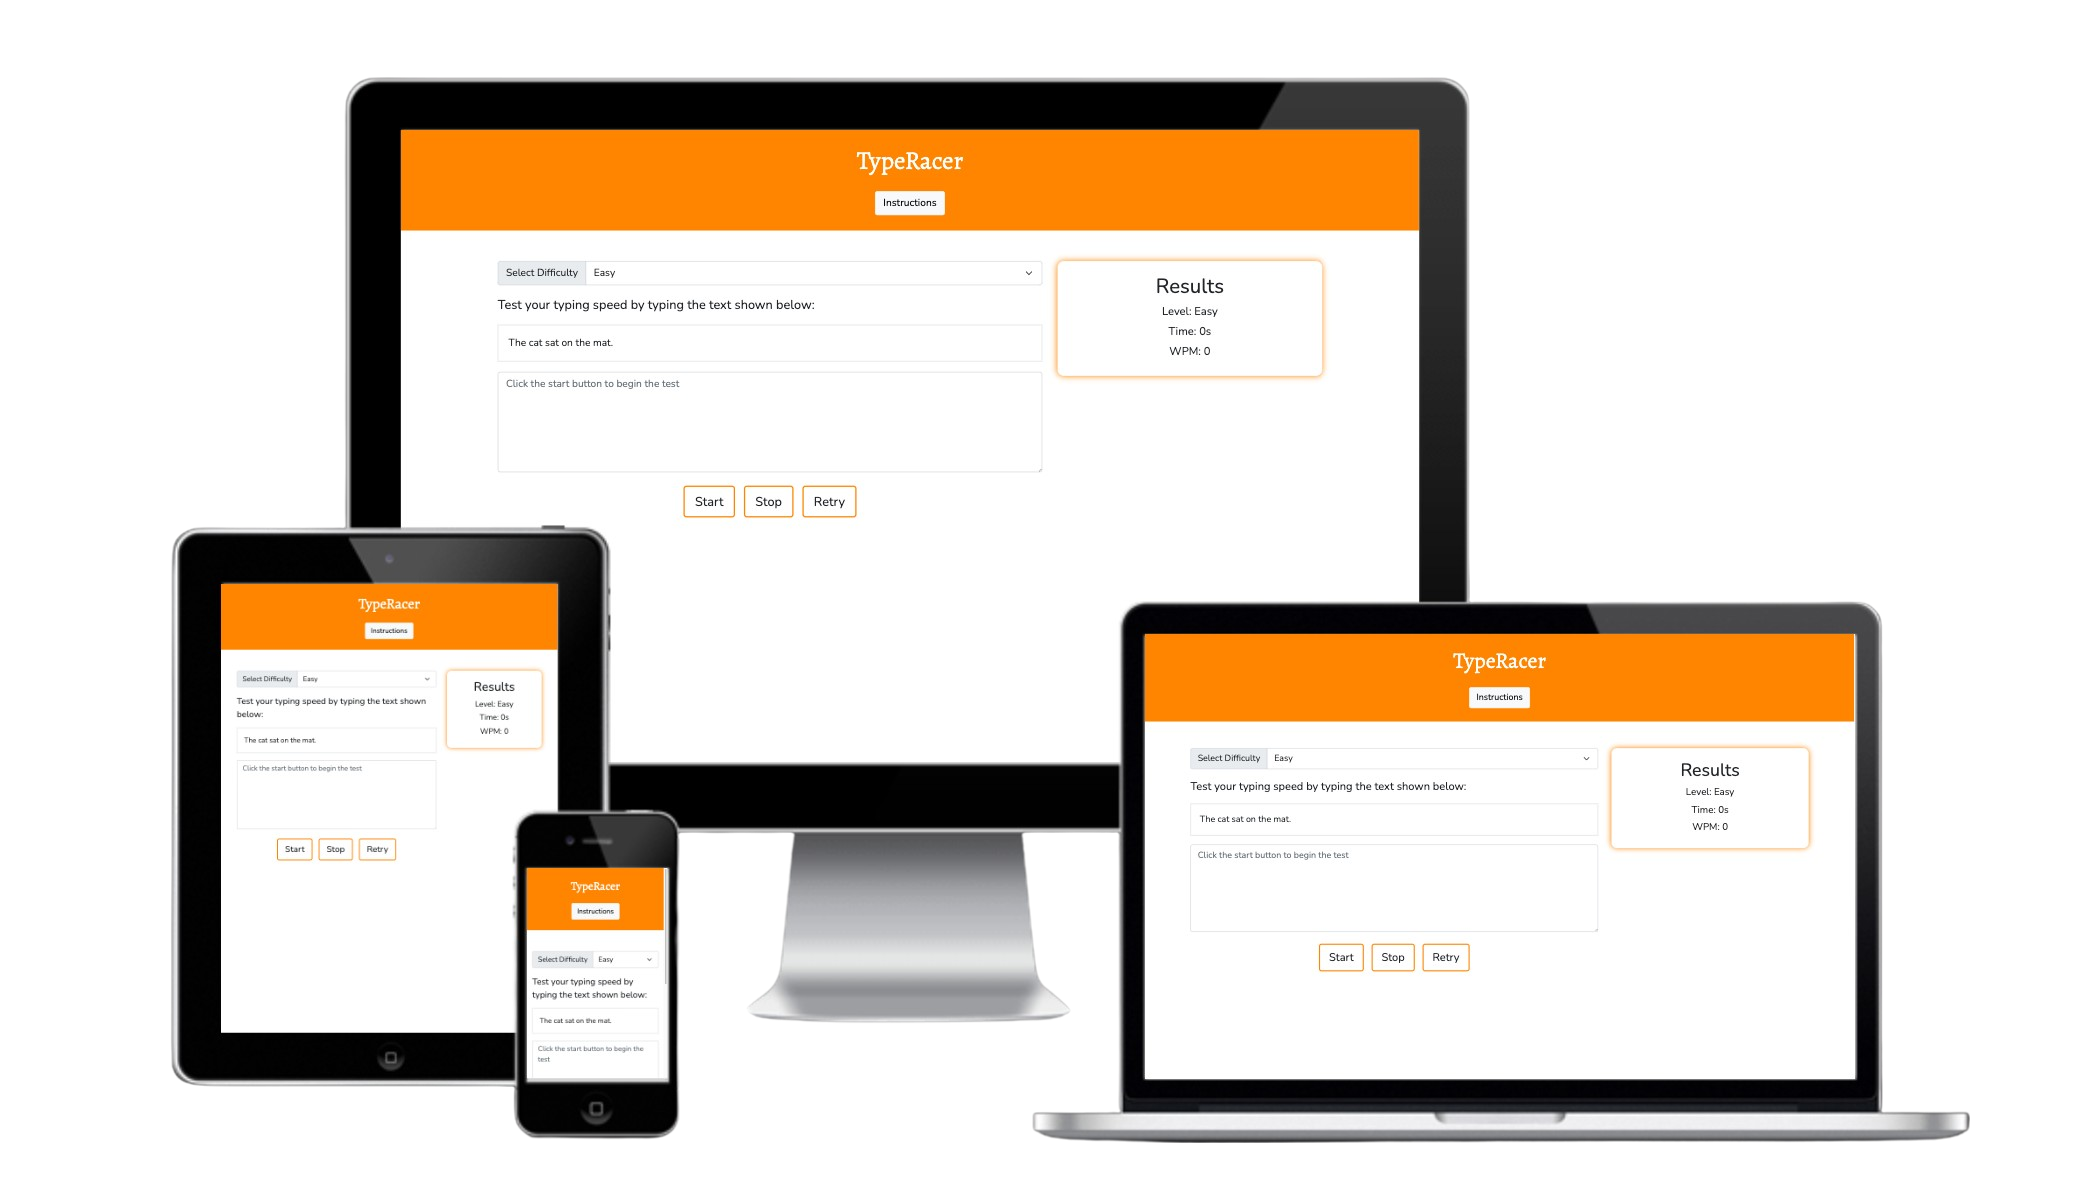 TypeRacer
Instructions
Select Difficulty Easy
Test your typing speed by typing the text shown below:
The cat sat on the mat.
Click the start button to begin the test
Start Stop Retry
Results
Level: Easy
Time: 0s
WPM: 0
TypeRacer
Instructions
Select Difficulty Easy
Test your typing speed by typing the text shown
below:
The cat sat on the mat.
Click the start button to begin the test
Start Stop Retry
Results
Level: Easy
Time: 0s
WPM: 0
TypeRacer
Instructions
Select Difficulty Easy
Test your typing speed by
typing the text shown below:
The cat sat on the mat.
Click the start button to begin the
test
TypeRacer
Instructions
Select Difficulty Easy
Test your typing speed by typing the text shown below:
The cat sat on the mat.
Click the start button to begin the test
Start Stop Retry
Results
Level: Easy
Time: 0s
WPM: 0